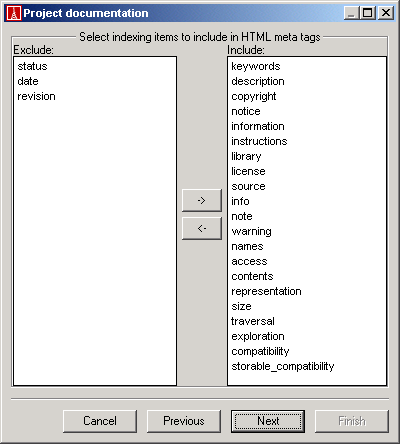 Project documentation
Select indexing items to include in HTML meta tags
Exclude:
status
date
revision
->
<-
Include:
keywords
description
copyright
notice
information
instructions
library
license
source
info
note
warning
names
access
contents
representation
size
traversal
exploration
compatibility
storable_compatibility
Cancel
Previous
Next
Finish